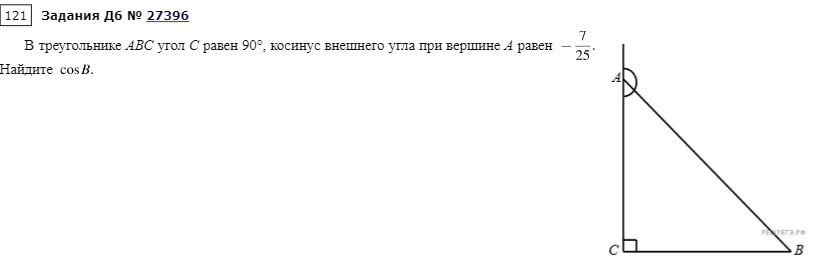 121 Задания Д6 № 27396
В треугольнике ABC угол C равен 90°, косинус внешнего угла при вершине A равен −7/25.
Найдите cos B.
A
РЕШУЕГЭ.РФ
C
B